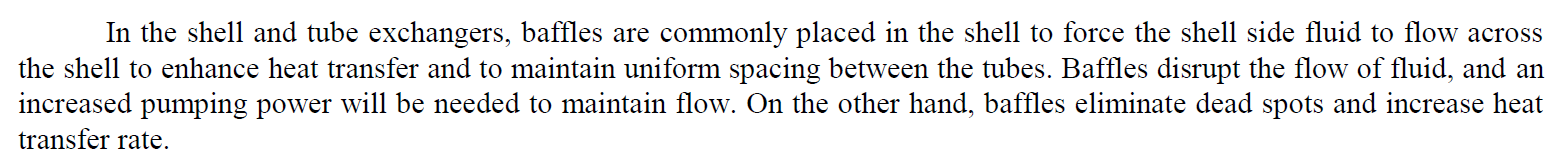 In the shell and tube exchangers, baffles are commonly placed in the shell to force the shell side fluid to flow across
the shell to enhance heat transfer and to maintain uniform spacing between the tubes. Baffles disrupt the flow of fluid, and an
increased pumping power will be needed to maintain flow. On the other hand, baffles eliminate dead spots and increase heat
transfer rate.